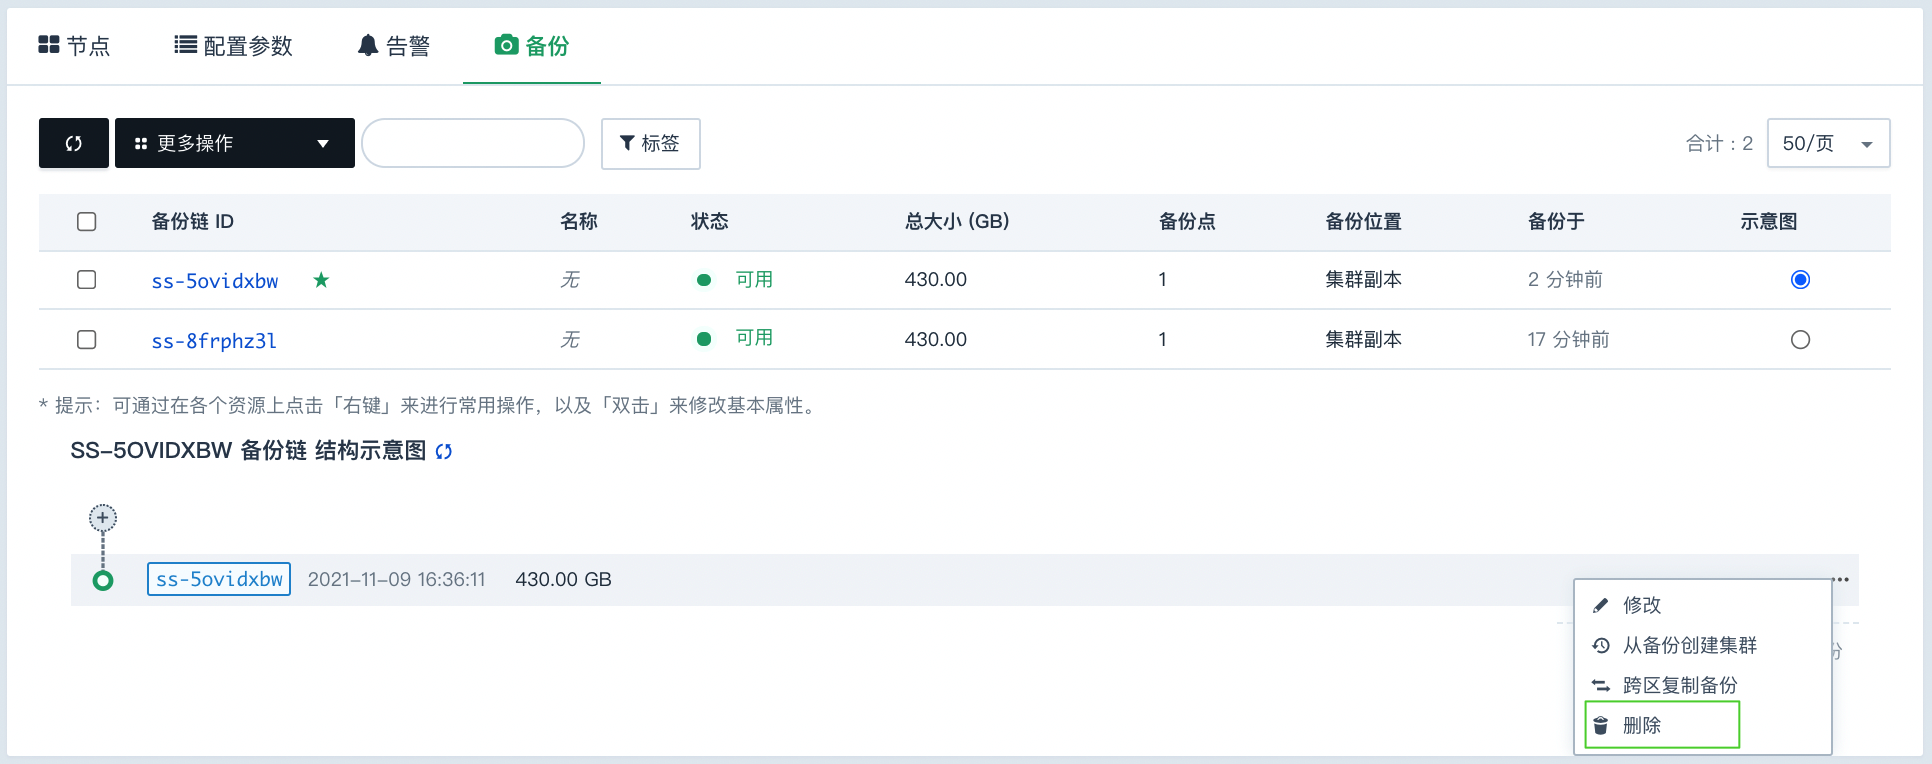 节点 配置参数 告警 备份
更多操作 标签 合计：2 50/页
备份链 ID 名称 状态 总大小 (GB) 备份点 备份位置 备份于 示意图
ss-5ovidxbw 无 可用 430.00 1 集群副本 2 分钟前
ss-8frphz3l 无 可用 430.00 1 集群副本 17 分钟前
* 提示：可通过在各个资源上点击「右键」来进行常用操作，以及「双击」来修改基本属性。
SS-5OVIDXBW 备份链 结构示意图
ss-5ovidxbw 2021-11-09 16:36:11 430.00 GB
修改
从备份创建集群
跨区复制备份
删除